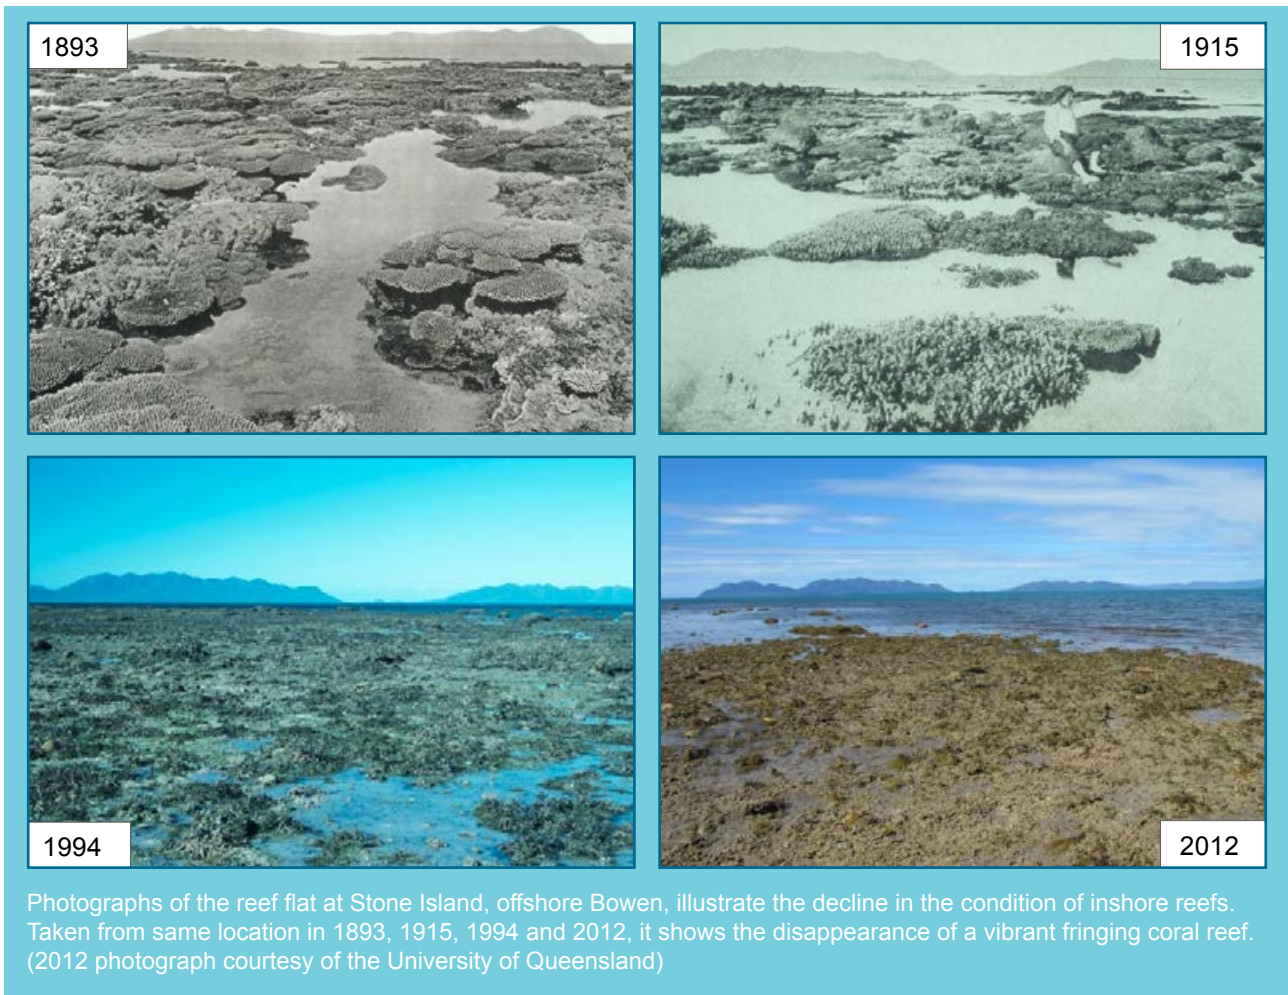 1893
1915
1994
2012
Photographs of the reef flat at Stone Island, offshore Bowen, illustrate the decline in the condition of inshore reefs.
Taken from same location in 1893, 1915, 1994 and 2012, it shows the disappearance of a vibrant fringing coral reef.
(2012 photograph courtesy of the University of Queensland)